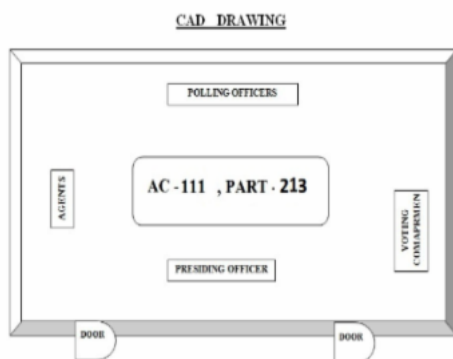 CAD DRAWING
POLLING OFFICERS
AGENTS
AC -111 , PART - 213
VOTING
COMAPRMEN
PRESIDING OFFICER
DOOR
DOOR